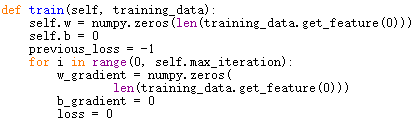 def train(self, training_data):
    self.w = numpy.zeros(len(training_data.get_feature(0)))
    self.b = 0
    previous_loss = -1
    for i in range(0, self.max_iteration):
        w_gradient = numpy.zeros(
                len(training_data.get_feature(0)))
        b_gradient = 0
        loss = 0